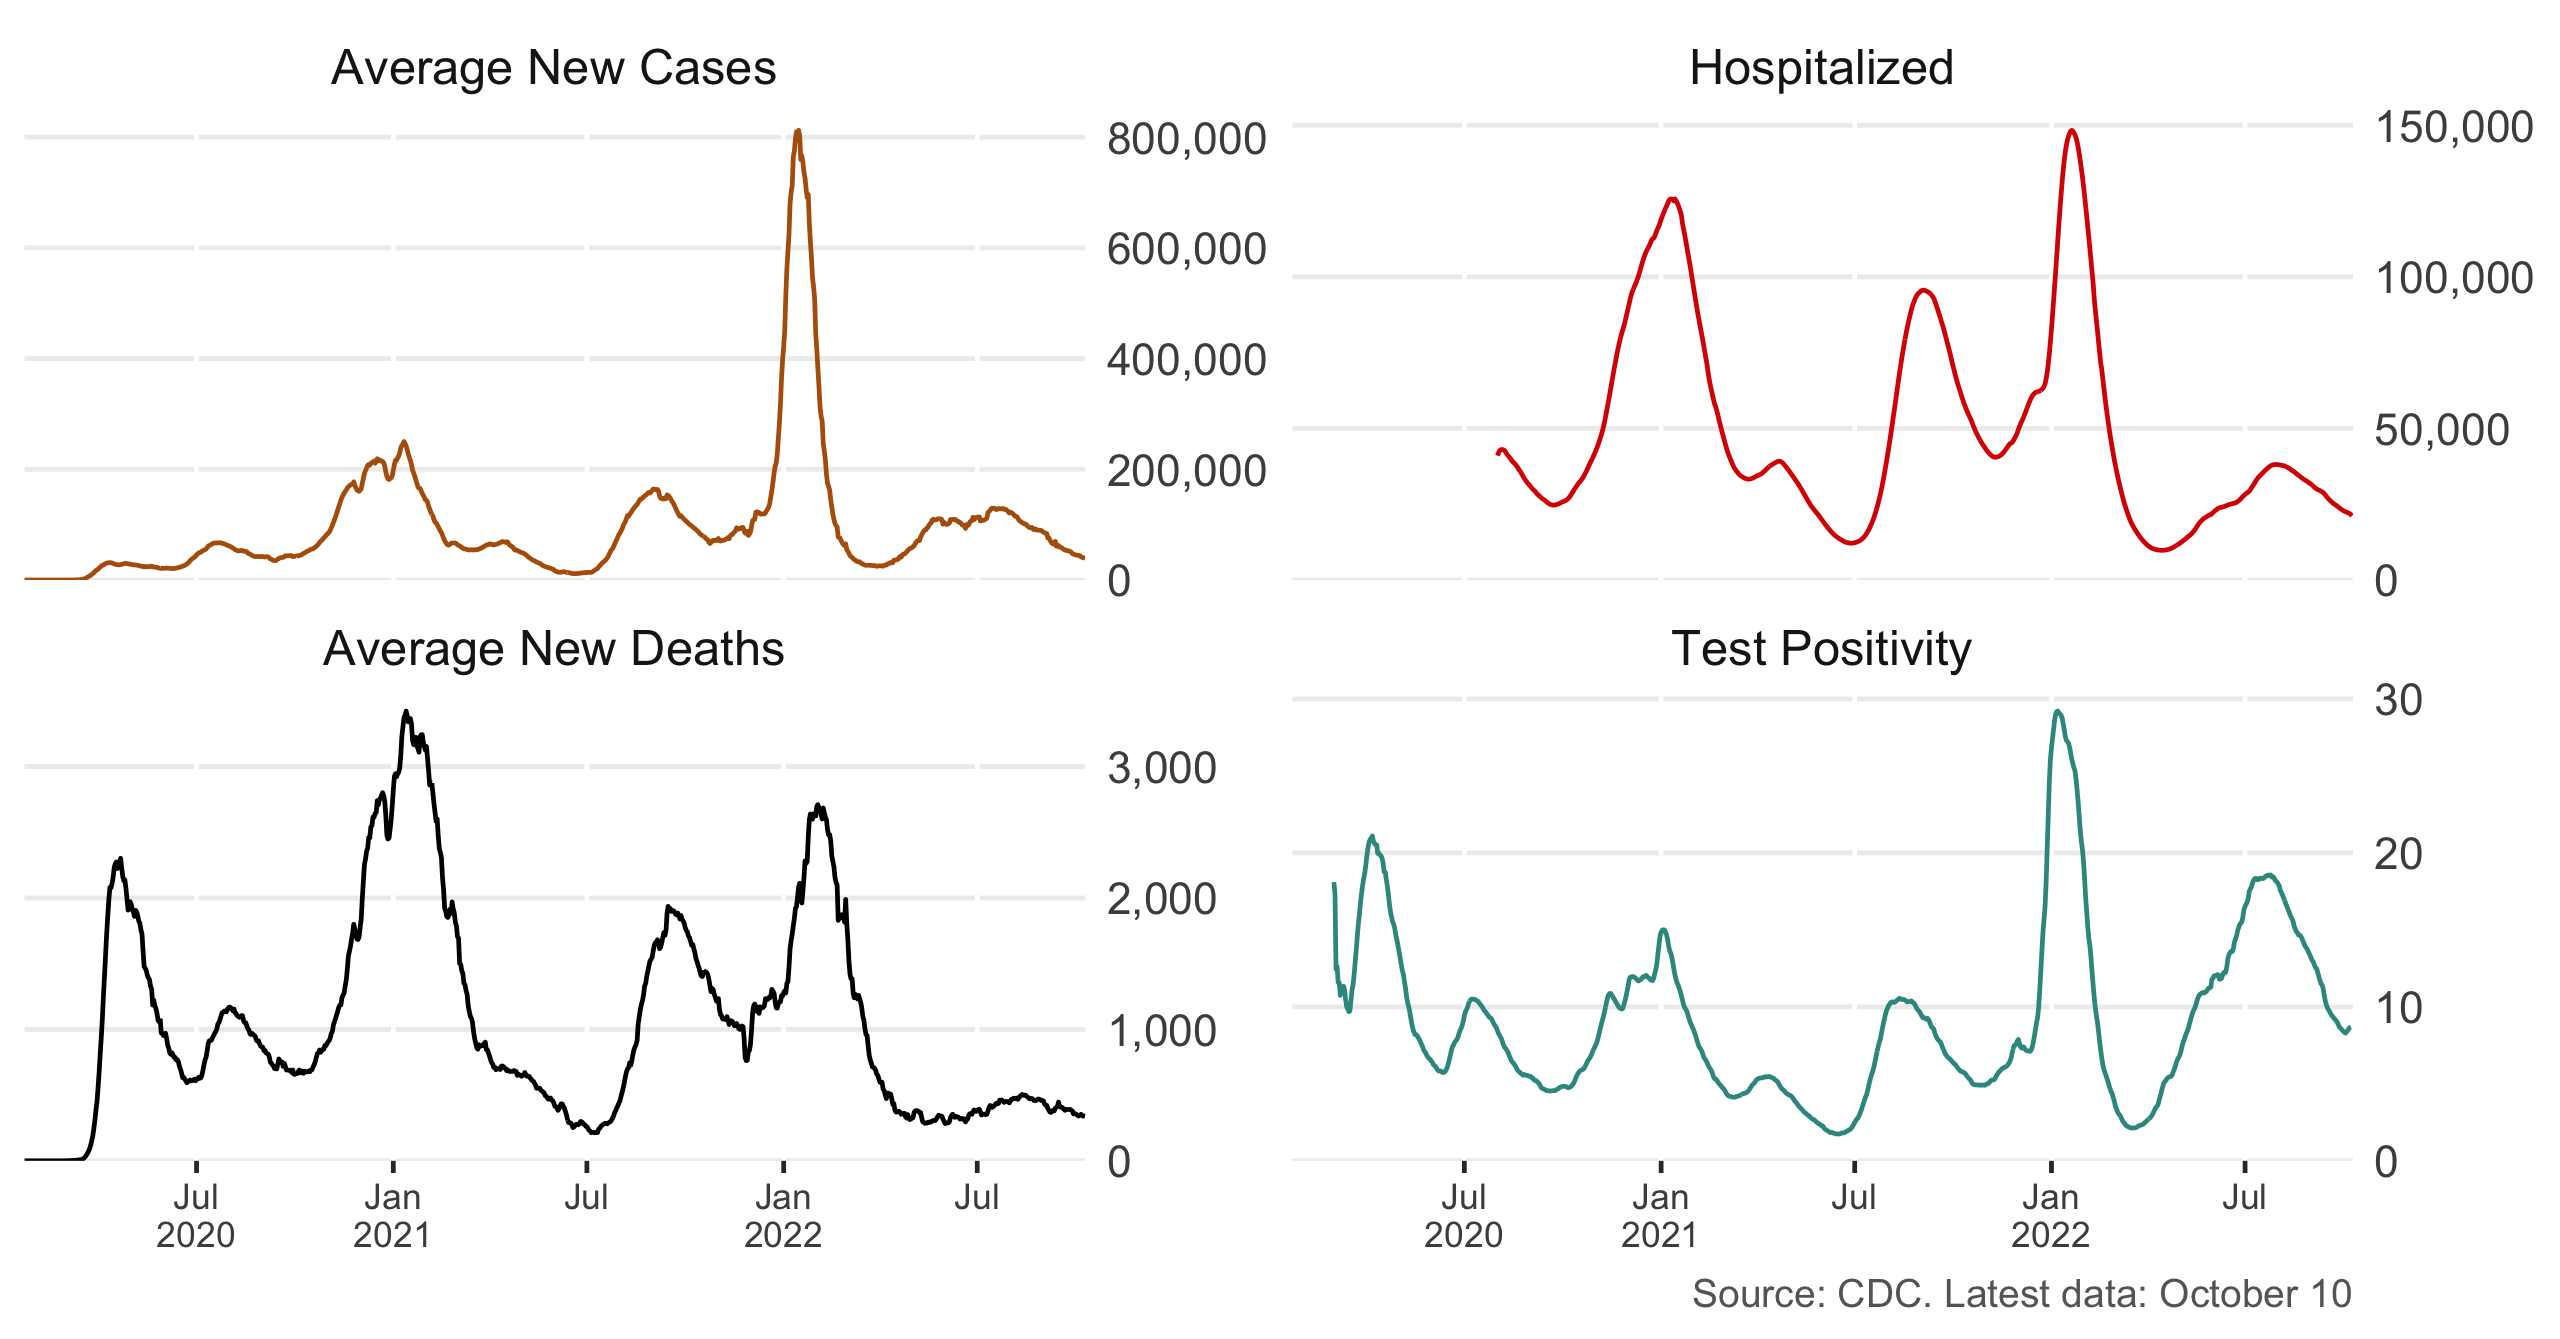 Average New Cases
800,000
600,000
400,000
200,000
0
Hospitalized
150,000
100,000
50,000
0
Average New Deaths
3,000
2,000
1,000
0
Jul Jan Jul Jan Jul
2020 2021 2022
Test Positivity
30
20
10
0
Jul Jan Jul Jan Jul
2020 2021 2022
Source: CDC. Latest data: October 10